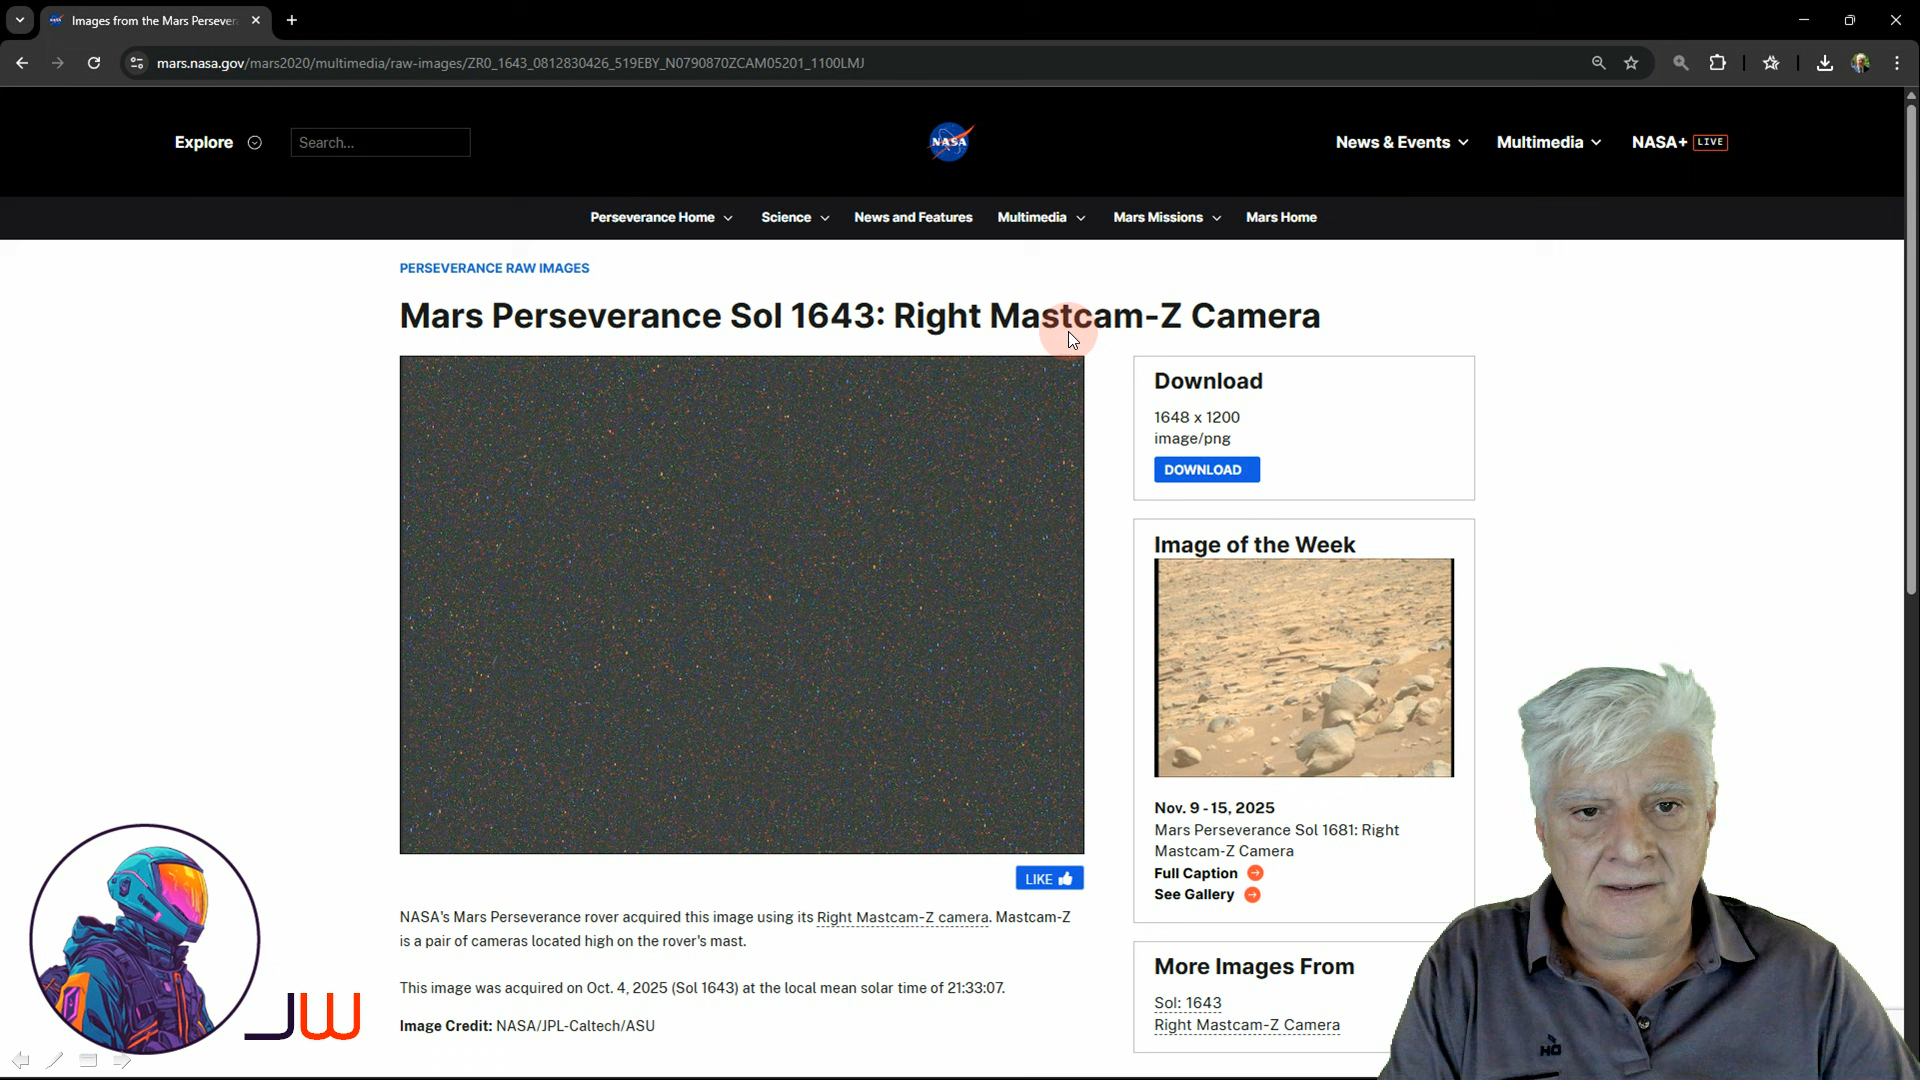 Images from the Mars Persever
mars.nasa.gov/mars2020/multimedia/raw-images/ZR0_1643_0812830426_519EBY_N0790870ZCAM05201_1100LMJ
Explore
Search...
NASA
News & Events
Multimedia
NASA+ LIVE
Perseverance Home
Science
News and Features
Multimedia
Mars Missions
Mars Home
PERSEVERANCE RAW IMAGES
Mars Perseverance Sol 1643: Right Mastcam-Z Camera
Download
1648 x 1200
image/png
DOWNLOAD
Image of the Week
Nov. 9 - 15, 2025
Mars Perseverance Sol 1681: Right
Mastcam-Z Camera
Full Caption
See Gallery
LIKE
NASA's Mars Perseverance rover acquired this image using its Right Mastcam-Z camera. Mastcam-Z
is a pair of cameras located high on the rover's mast.
This image was acquired on Oct. 4, 2025 (Sol 1643) at the local mean solar time of 21:33:07.
Image Credit: NASA/JPL-Caltech/ASU
More Images From
Sol: 1643
Right Mastcam-Z Camera
JW